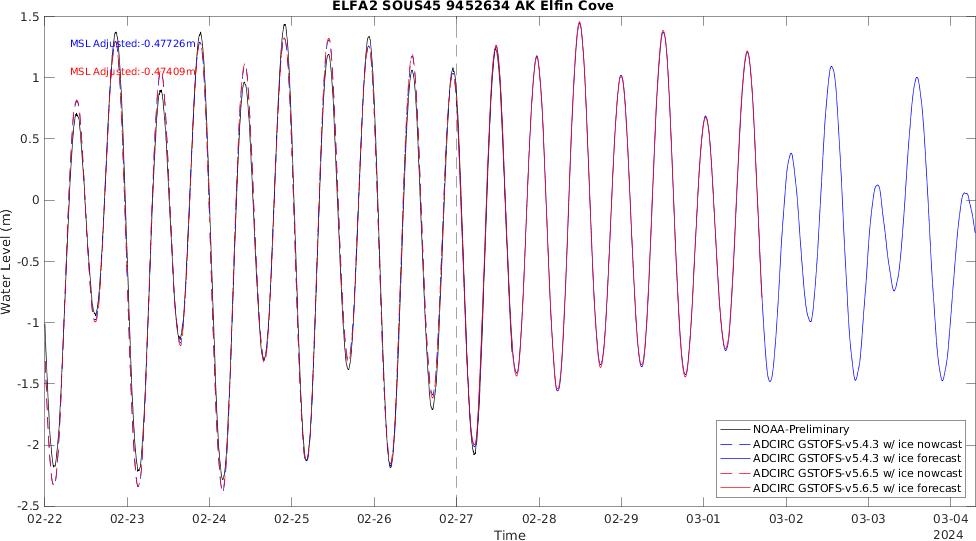 ELFA2 SOUS45 9452634 AK Elfin Cove
1.5
MSL Adjusted:-0.47726m
MSL Adjusted:-0.47409m
1
0.5
0
-0.5
-1
-1.5
-2
-2.5
Water Level (m)
NOAA-Preliminary
ADCIRC GSTOFS-v5.4.3 w/ ice nowcast
ADCIRC GSTOFS-v5.4.3 w/ ice forecast
ADCIRC GSTOFS-v5.6.5 w/ ice nowcast
ADCIRC GSTOFS-v5.6.5 w/ ice forecast
02-22 02-23 02-24 02-25 02-26 02-27 02-28 02-29 03-01 03-02 03-03 03-04
Time
2024